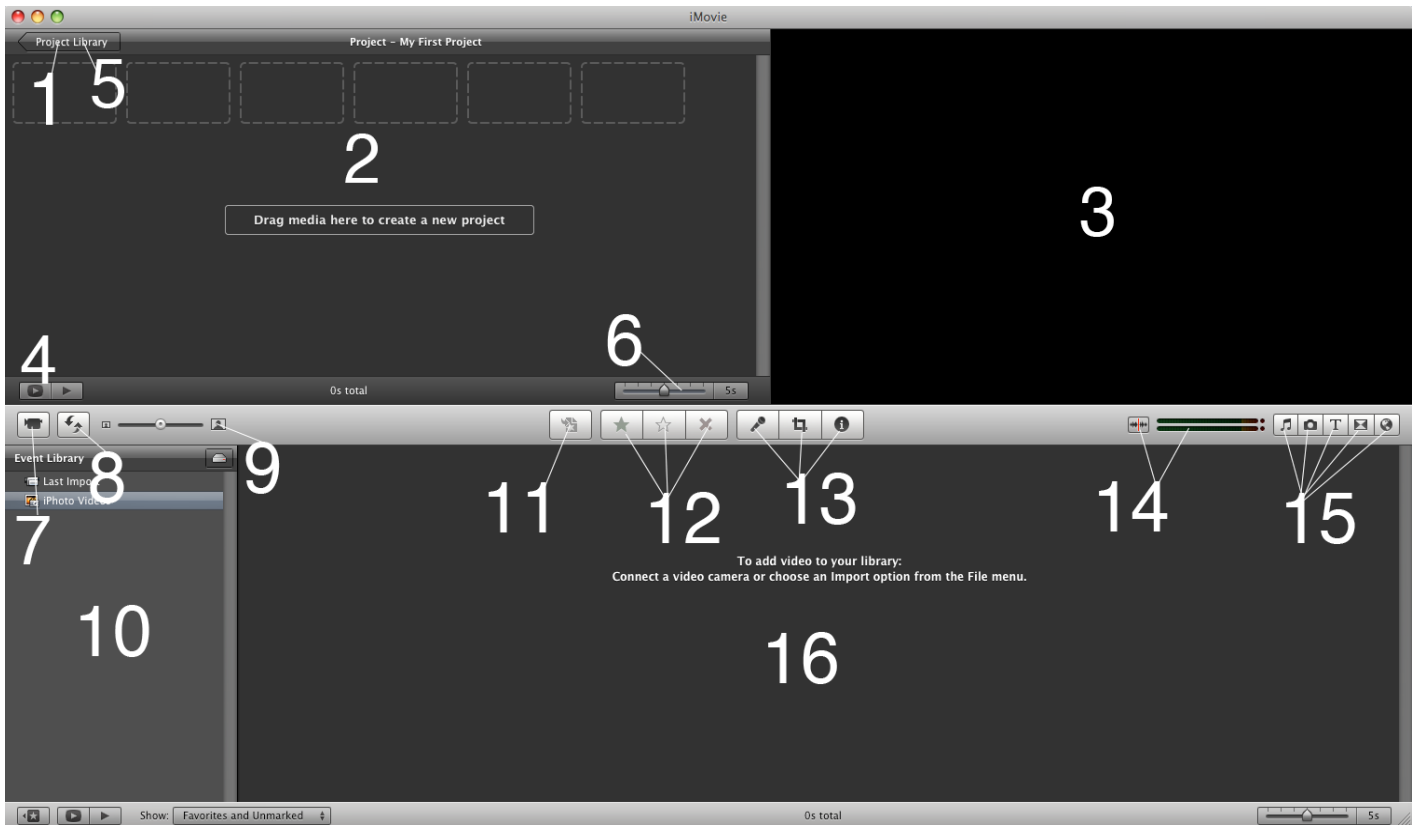 iMovie
Project Library
Project - My First Project
1
5
2
Drag media here to create a new project
3
4
6
0s total
5s
T
Event Library
8
9
Last Import
iPhoto Videos
7
11
12
13
14
15
To add video to your library:
Connect a video camera or choose an Import option from the File menu.
10
16
Show: Favorites and Unmarked
0s total
5s